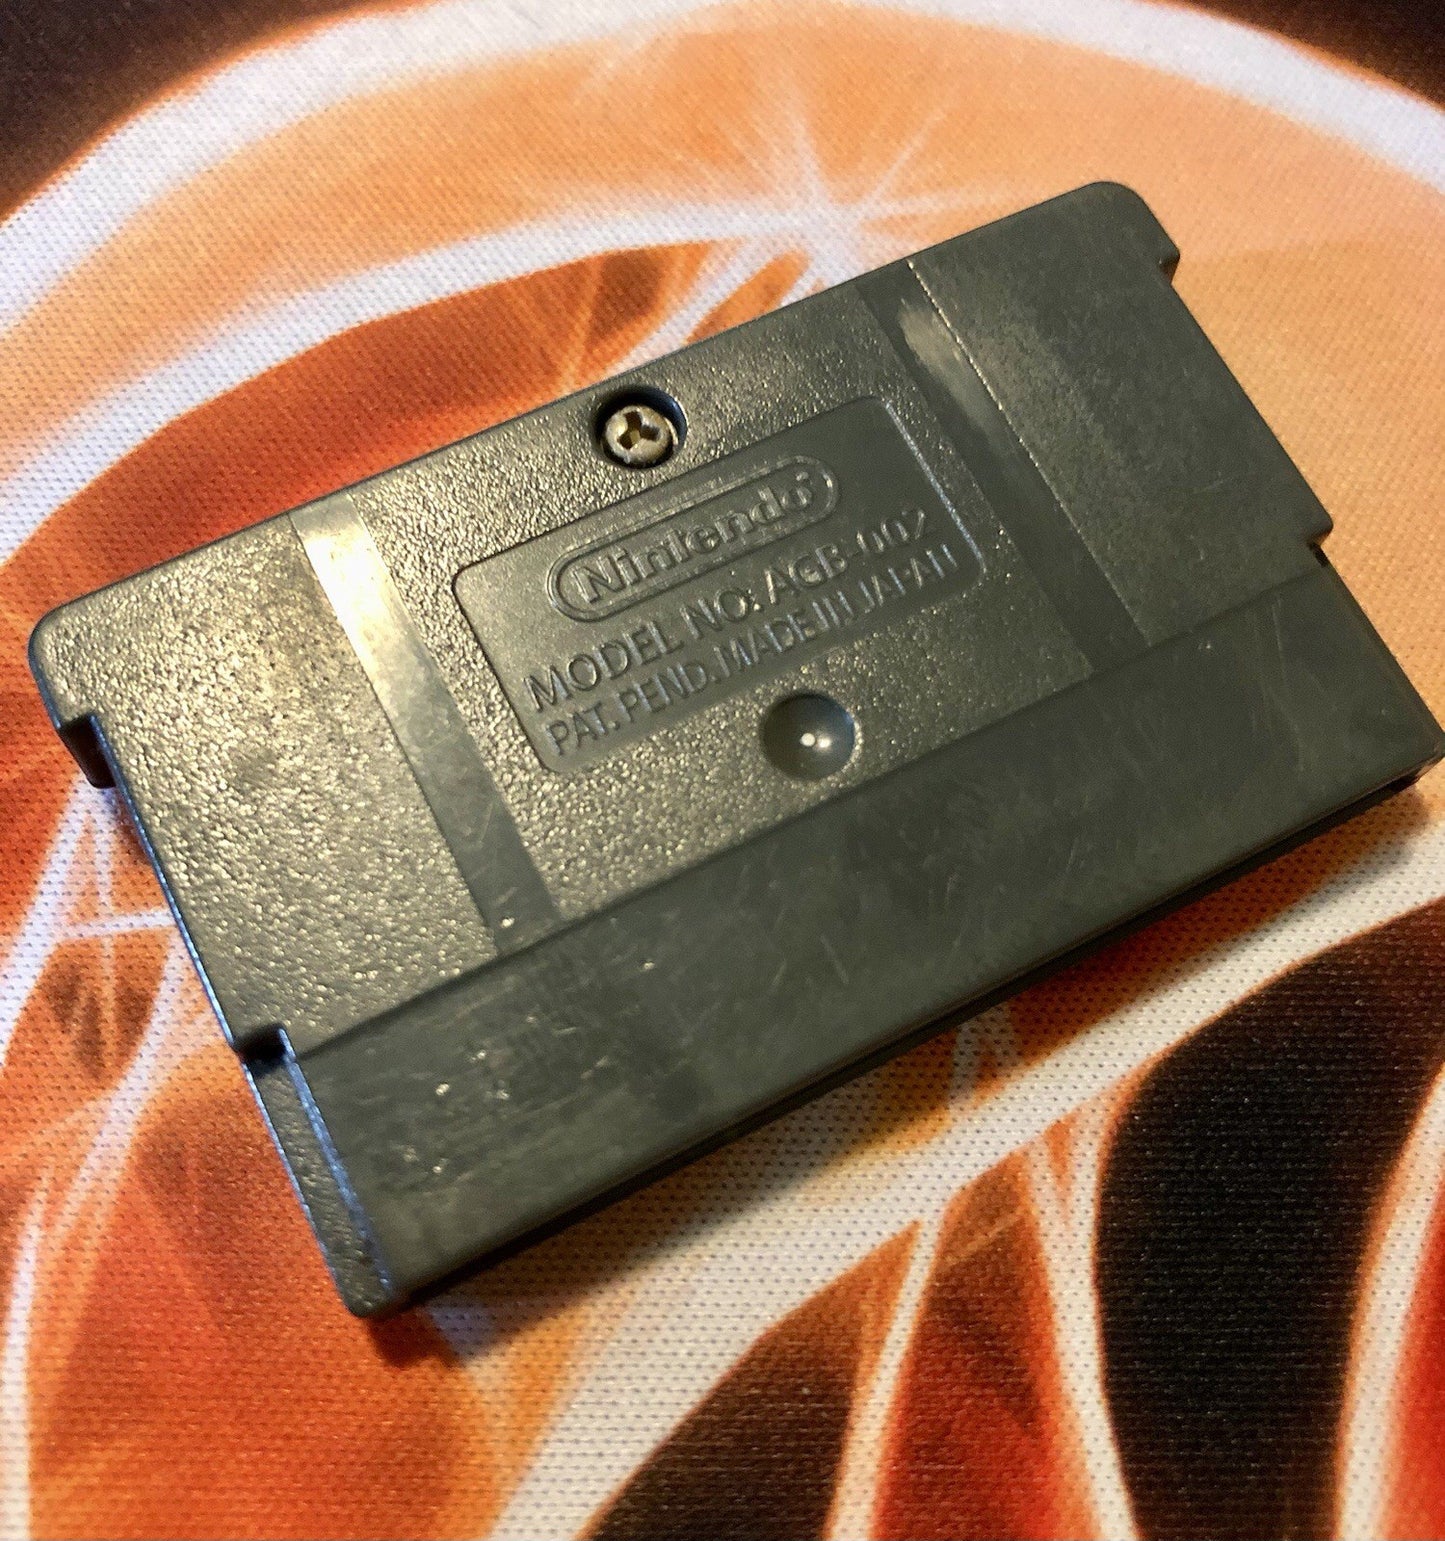 Nintendo
MODEL NO: AGB-002
PAT. PEND. MADE IN JAPAN